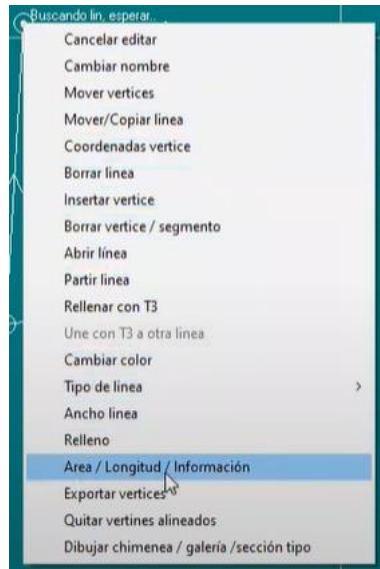 Buscando lin, esperar..
Cancelar editar
Cambiar nombre
Mover vertices
Mover/Copiar linea
Coordenadas vertice
Borrar linea
Insertar vertice
Borrar vertice / segmento
Abrir línea
Partir linea
Rellenar con T3
Une con T3 a otra linea
Cambiar color
Tipo de linea
Ancho linea
Relleno
Area / Longitud / Información
Exportar vertices
Quitar vertines alineados
Dibujar chimenea / galería /sección tipo